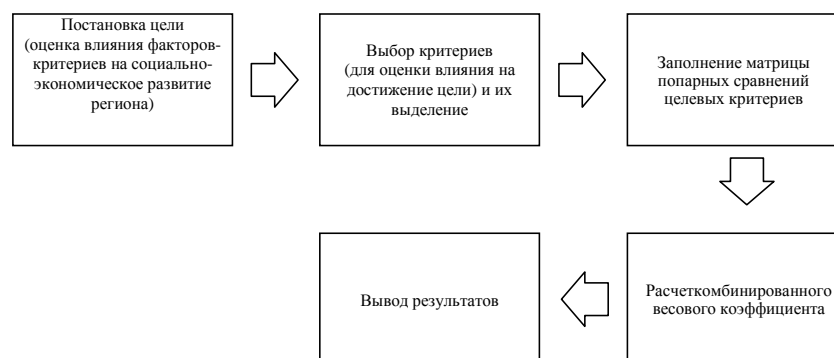 Постановка цели
(оценка влияния факторов-
критериев на социально-
экономическое развитие
региона)
Выбор критериев
(для оценки влияния на
достижение цели) и их
выделение
Заполнение матрицы
попарных сравнений
целевых критериев
Расчеткомбинированного
весового коэффициента
Вывод результатов